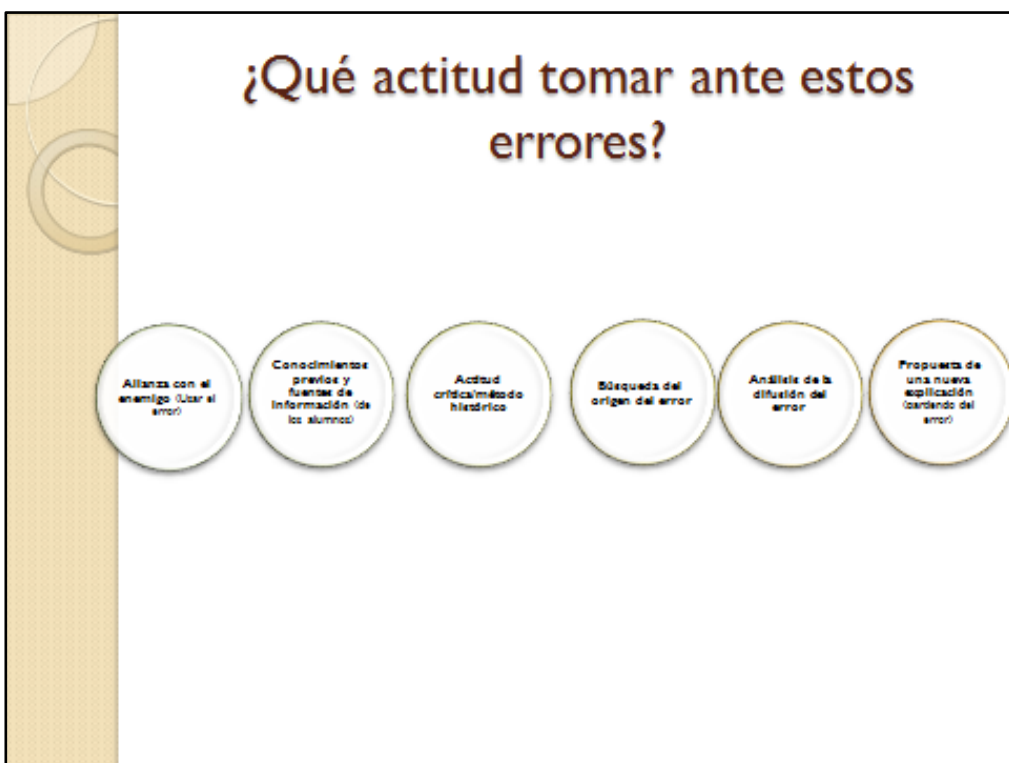 ¿Qué actitud tomar ante estos
errores?
Alianza con el
enemigo (Usar el
error)
Conocimientos
previos y
fuentes de
información (de
los alumnos)
Actitud
crítica/método
histórico
Búsqueda del
origen del error
Análisis de la
difusión del
error
Propuesta de
una nueva
explicación
(partiendo del
error)